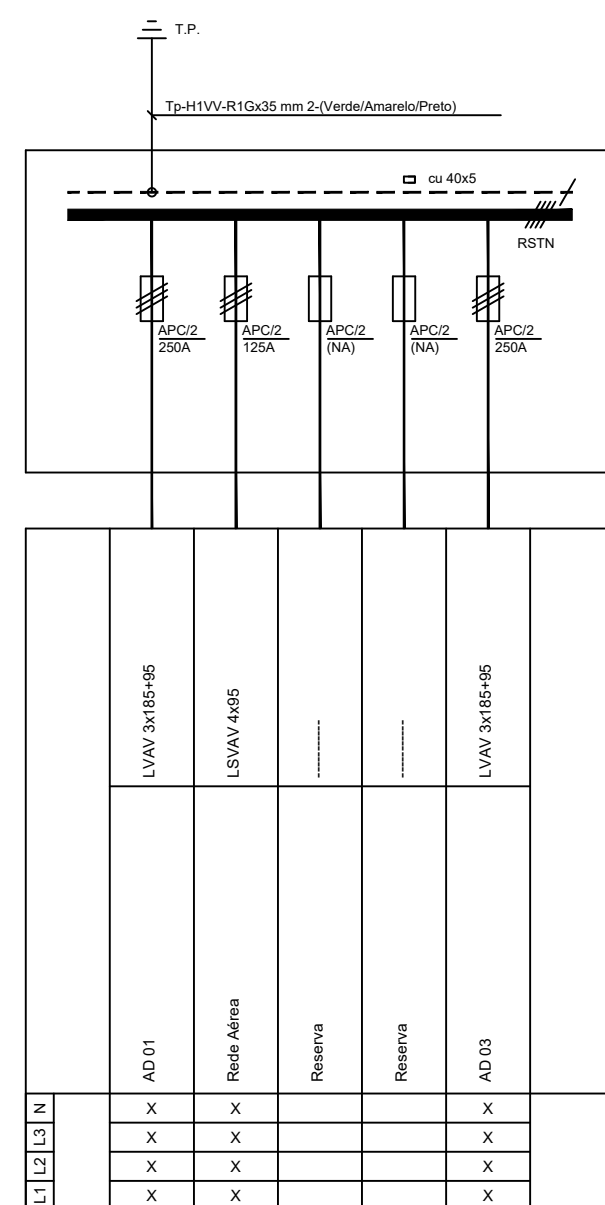 T.P.
Tp-H1VV-R1Gx35 mm 2-(Verde/Amarelo/Preto)
cu 40x5
RSTN
APC/2
250A
APC/2
125A
APC/2
(NA)
APC/2
(NA)
APC/2
250A
LVAV 3x185+95
LSVAV 4x95
------------
------------
LVAV 3x185+95
AD 01
Rede Aérea
Reserva
Reserva
AD 03
N X X X
L3 X X X
L2 X X X
L1 X X X